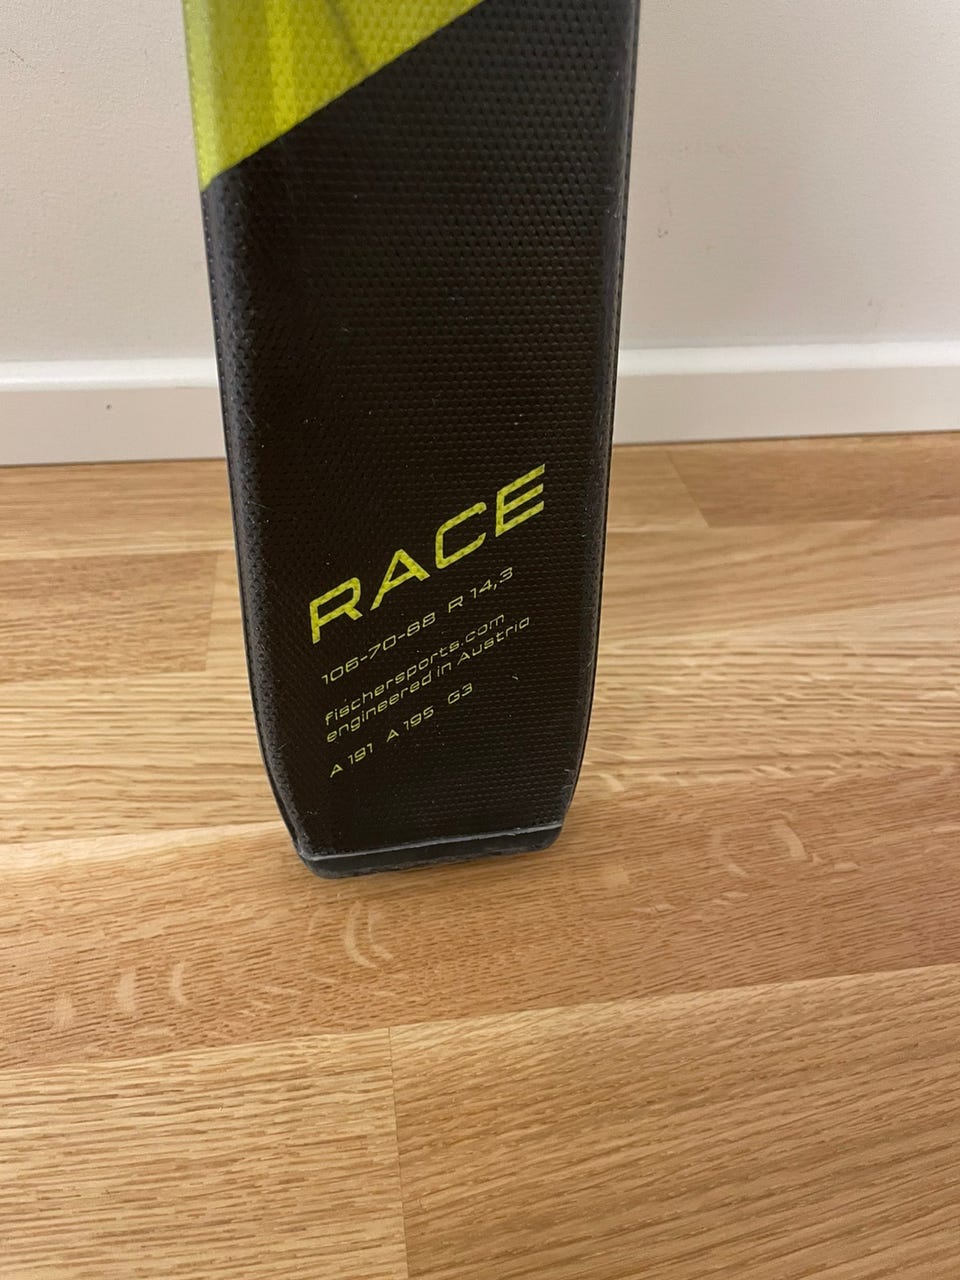 RACE
106-70-88 R 14,3
fischersports.com
engineered in Austria
A 191 A 195 G3